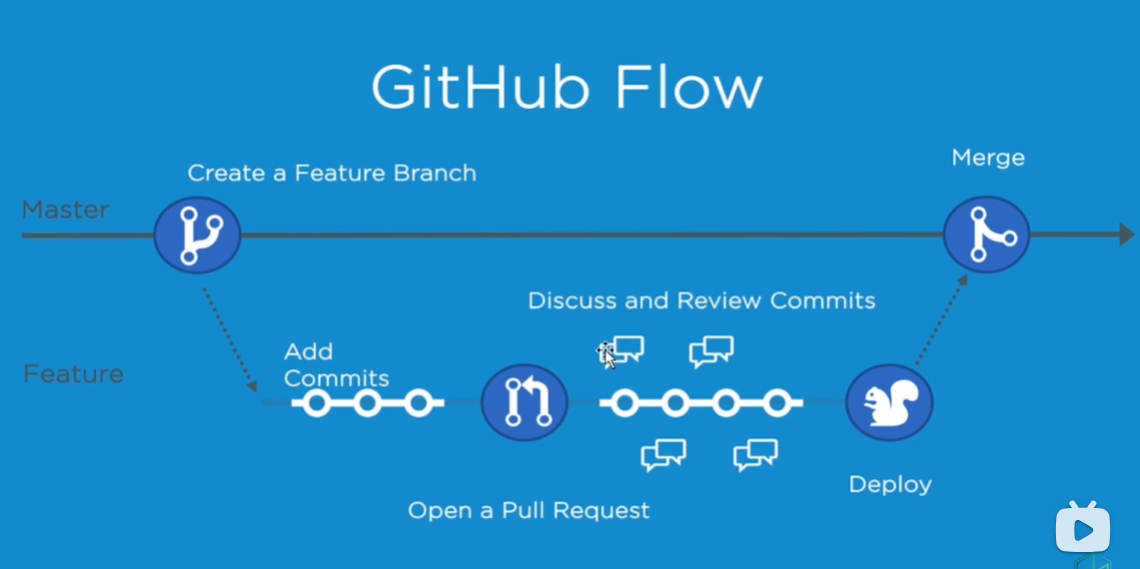 GitHub Flow
Create a Feature Branch
Merge
Master
Discuss and Review Commits
Add
Commits
Feature
Deploy
Open a Pull Request